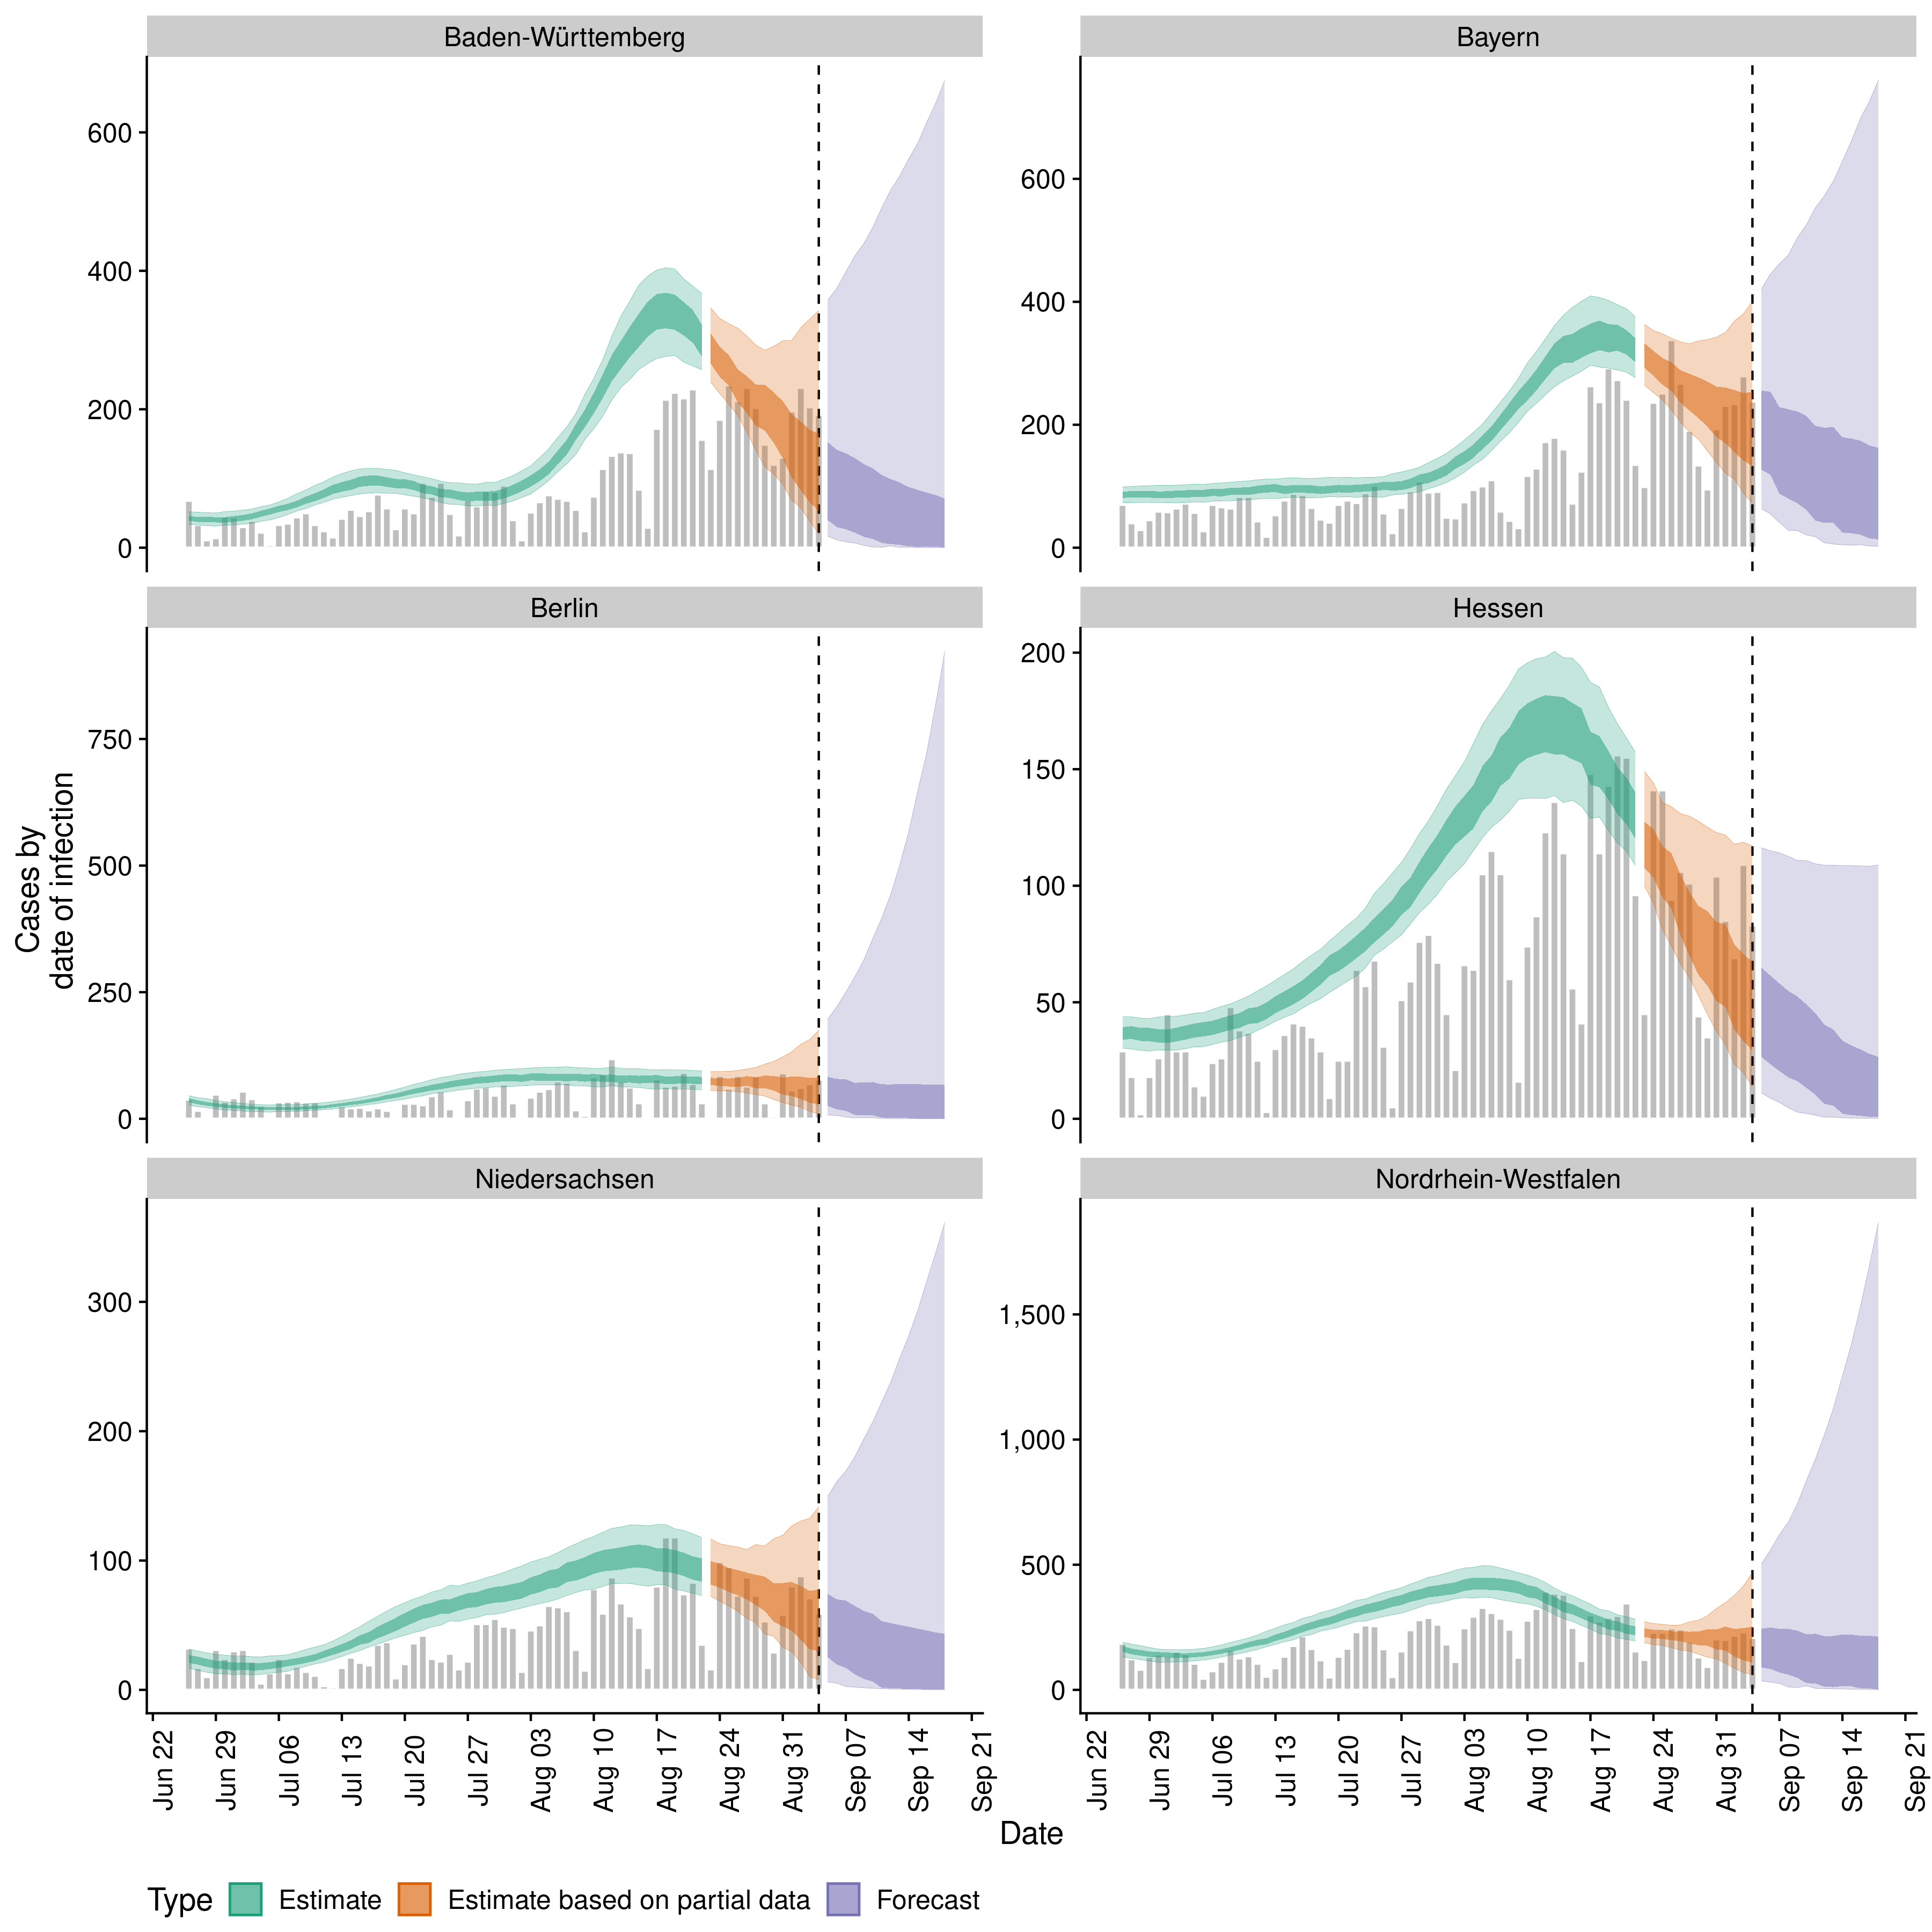 Baden-Württemberg
Bayern
600
400
200
0
600
400
200
0
Berlin
Hessen
750
500
250
0
200
150
100
50
0
Cases by
date of infection
Niedersachsen
Nordrhein-Westfalen
300
200
100
0
1,500
1,000
500
0
Jun 22
Jun 29
Jul 06
Jul 13
Jul 20
Jul 27
Aug 03
Aug 10
Aug 17
Aug 24
Aug 31
Sep 07
Sep 14
Sep 21
Jun 22
Jun 29
Jul 06
Jul 13
Jul 20
Jul 27
Aug 03
Aug 10
Aug 17
Aug 24
Aug 31
Sep 07
Sep 14
Sep 21
Date
Type Estimate Estimate based on partial data Forecast